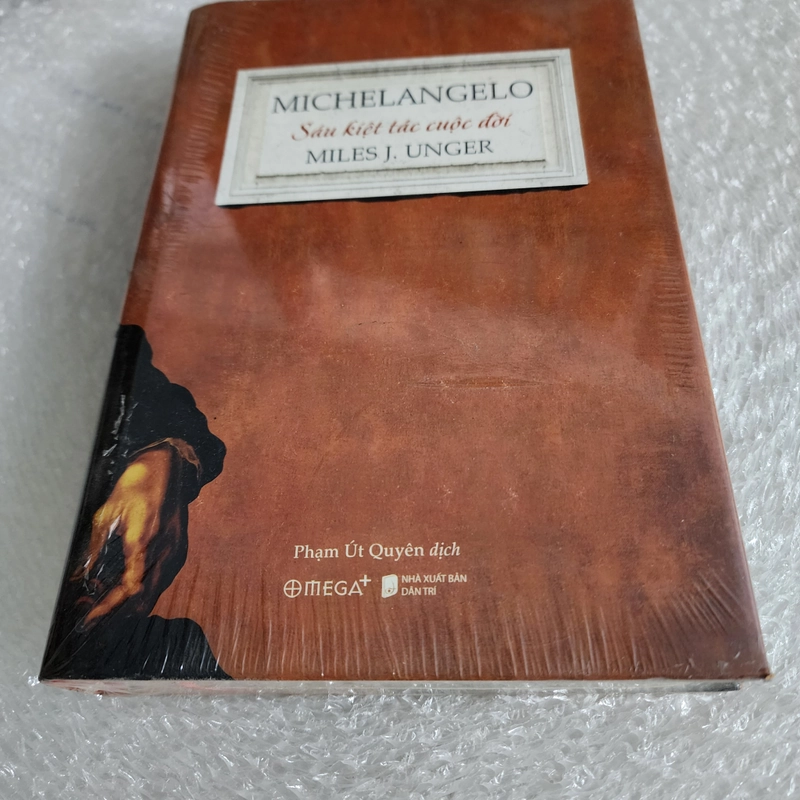 MICHELANGELO
Sáu kiệt tác cuộc đời
MILES J. UNGER
Phạm Út Quyên dịch
OMEGA+
NHÀ XUẤT BẢN
DÂN TRÍ